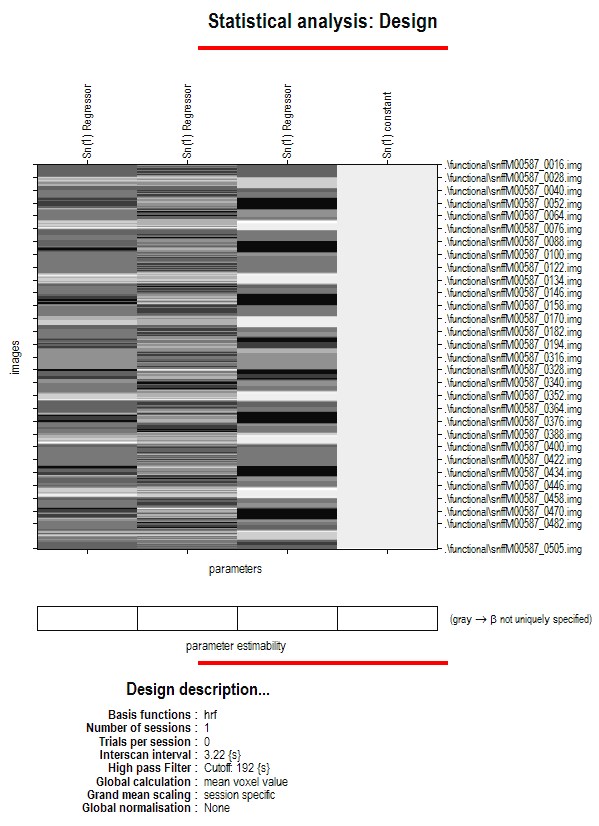 Statistical analysis: Design
Sn(1) Regressor
Sn(1) Regressor
Sn(1) Regressor
Sn(1) constant
images
.\functional\snffM00587_0016.img
.\functional\snffM00587_0028.img
.\functional\snffM00587_0040.img
.\functional\snffM00587_0052.img
.\functional\snffM00587_0064.img
.\functional\snffM00587_0076.img
.\functional\snffM00587_0088.img
.\functional\snffM00587_0100.img
.\functional\snffM00587_0122.img
.\functional\snffM00587_0134.img
.\functional\snffM00587_0146.img
.\functional\snffM00587_0158.img
.\functional\snffM00587_0170.img
.\functional\snffM00587_0182.img
.\functional\snffM00587_0194.img
.\functional\snffM00587_0316.img
.\functional\snffM00587_0328.img
.\functional\snffM00587_0340.img
.\functional\snffM00587_0352.img
.\functional\snffM00587_0364.img
.\functional\snffM00587_0376.img
.\functional\snffM00587_0388.img
.\functional\snffM00587_0400.img
.\functional\snffM00587_0422.img
.\functional\snffM00587_0434.img
.\functional\snffM00587_0446.img
.\functional\snffM00587_0458.img
.\functional\snffM00587_0470.img
.\functional\snffM00587_0482.img
.\functional\snffM00587_0505.img
parameters
(gray → β not uniquely specified)
parameter estimability
Design description...
Basis functions : hrf
Number of sessions : 1
Trials per session : 0
Interscan interval : 3.22 {s}
High pass Filter : Cutoff: 192 {s}
Global calculation : mean voxel value
Grand mean scaling : session specific
Global normalisation : None